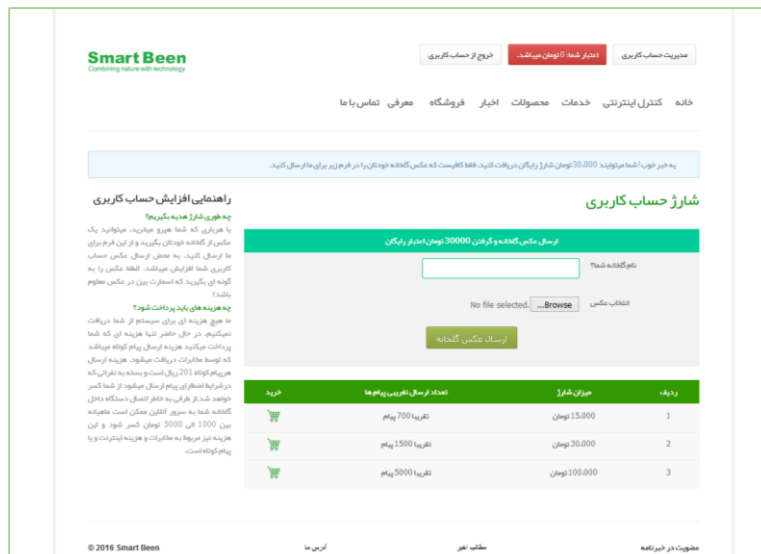 Smart Been
Combining nature with technology
مدیریت حساب کاربری
اعتبار شما: 0 تومان میباشد.
خروج از حساب کاربری
خانه کنترل اینترنتی خدمات محصولات اخبار فروشگاه معرفی تماس با ما
یه خبر خوب! شما میتوانید 30,000 تومان شارژ رایگان دریافت کنید، فقط کافیست که عکس گلخانه خودتان را در فرم زیر برای ما ارسال کنید.
شارژ حساب کاربری
ارسال عکس گلخانه و گرفتن 30000 تومان اعتبار رایگان
نام گلخانه شما؟
انتخاب عکس
Browse... No file selected.
ارسال عکس گلخانه
ردیف میزان شارژ تعداد ارسال تقریبی پیام ها خرید
1 15,000 تومان تقریبا 700 پیام
2 30,000 تومان تقریبا 1500 پیام
3 100,000 تومان تقریبا 5000 پیام
راهنمایی افزایش حساب کاربری
چه طوری شارژ هدیه بگیریم؟
با هرباری که شما هیرو میخرید، میتوانید یک
عکس از گلخانه خودتان بگیرید و از این فرم برای
ما ارسال کنید. به محض ارسال عکس حساب
کاربری شما افزایش میباشد. (لطفا عکس را به
گونه ای بگیرید که اسمارت بین در عکس معلوم
باشد)
چه هزینه های باید پرداخت شود؟
ما هیچ هزینه ای برای سیستم از شما دریافت
نمیکنیم. در حال حاضر تنها هزینه ای که شما
پرداخت میکنید هزینه ارسال پیام کوتاه میباشد
که توسط مخابرات دریافت میشود. هزینه ارسال
هرپیام کوتاه 201 ریال است و بسته به نفراتی که
درشرایط اضطراری پیام ارسال میشود از شما کسر
خواهد شد. از طرفی به خاطر اتصال دستگاه داخل
گلخانه شما به سرور آنلاین ممکن است ماهیانه
بین 1000 الی 5000 تومان کسر شود و این
هزینه نیز مربوط به مخابرات و هزینه اینترنت و یا
پیام کوتاه است.
عضویت در خبرنامه
مطالب اخیر
آدرس ما
© 2016 Smart Been